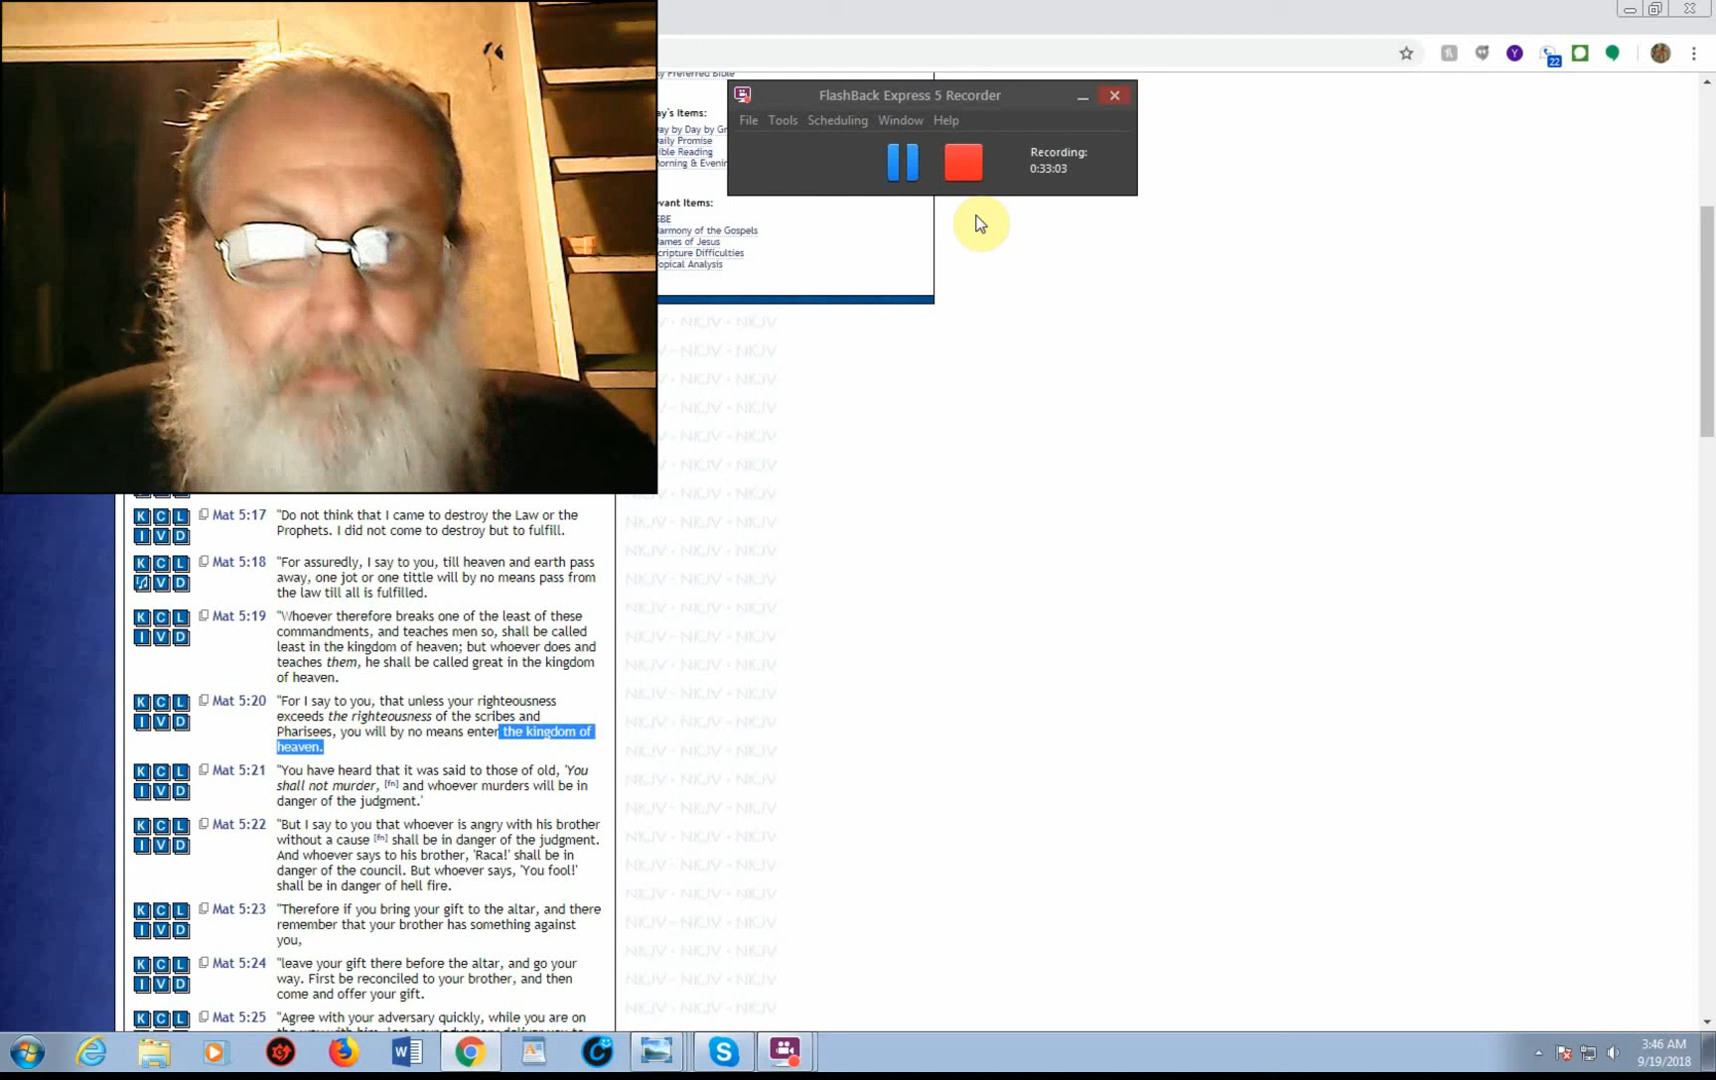 22
y Preferred Bible
FlashBack Express 5 Recorder
File Tools Scheduling Window Help
Recording:
0:33:03
ay's Items:
ay by Day by Gr
aily Promise
ible Reading
orning & Evenin
evant Items:
SBE
armony of the Gospels
ames of Jesus
cripture Difficulties
opical Analysis
NKJV • NKJV
K C L
I V D
Mat 5:17 "Do not think that I came to destroy the Law or the
Prophets. I did not come to destroy but to fulfill.
K C L
V D
Mat 5:18 "For assuredly, I say to you, till heaven and earth pass
away, one jot or one tittle will by no means pass from
the law till all is fulfilled.
K C L
I V D
Mat 5:19 "Whoever therefore breaks one of the least of these
commandments, and teaches men so, shall be called
least in the kingdom of heaven; but whoever does and
teaches them, he shall be called great in the kingdom
of heaven.
K C L
I V D
Mat 5:20 "For I say to you, that unless your righteousness
exceeds the righteousness of the scribes and
Pharisees, you will by no means enter the kingdom of
heaven.
K C L
I V D
Mat 5:21 "You have heard that it was said to those of old, 'You
shall not murder, [fn] and whoever murders will be in
danger of the judgment.'
K C L
I V D
Mat 5:22 "But I say to you that whoever is angry with his brother
without a cause [fn] shall be in danger of the judgment.
And whoever says to his brother, 'Raca!' shall be in
danger of the council. But whoever says, 'You fool!'
shall be in danger of hell fire.
K C L
I V D
Mat 5:23 "Therefore if you bring your gift to the altar, and there
remember that your brother has something against
you,
K C L
I V D
Mat 5:24 "leave your gift there before the altar, and go your
way. First be reconciled to your brother, and then
come and offer your gift.
K C L
Mat 5:25 "Agree with your adversary quickly, while you are on
3:46 AM
9/19/2018